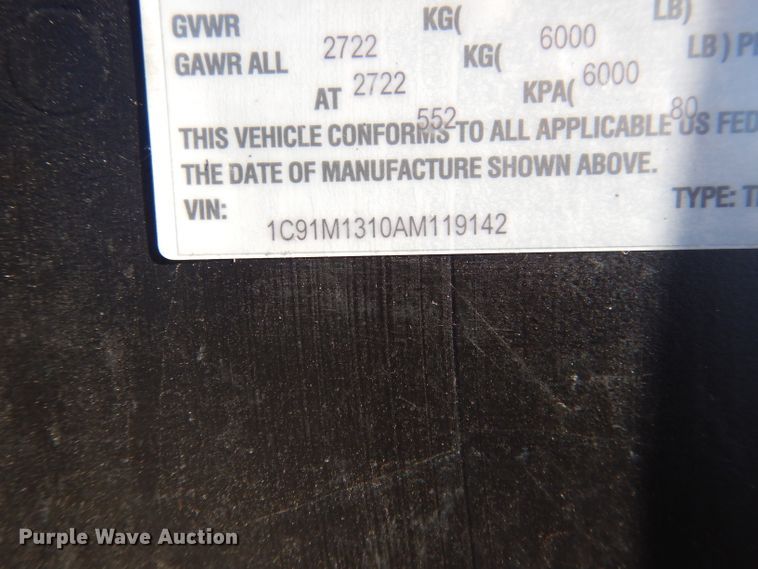 GVWR KG( LB)
2722 6000
GAWR ALL KG( LB)
2722 6000
AT KPA(
552 80
THIS VEHICLE CONFORMS TO ALL APPLICABLE US FED
THE DATE OF MANUFACTURE SHOWN ABOVE.
VIN: TYPE:
1C91M1310AM119142
Purple Wave Auction®